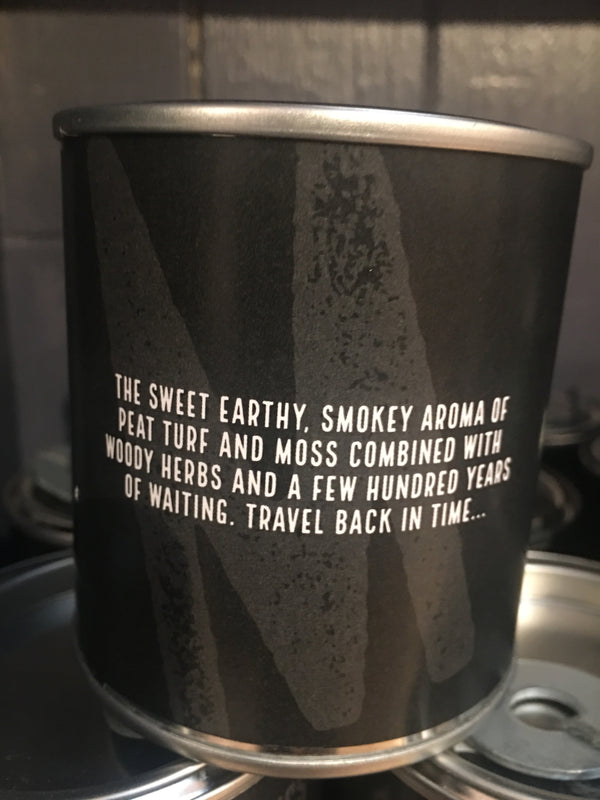 THE SWEET EARTHY, SMOKEY AROMA OF
PEAT TURF AND MOSS COMBINED WITH
WOODY HERBS AND A FEW HUNDRED YEARS
OF WAITING. TRAVEL BACK IN TIME...